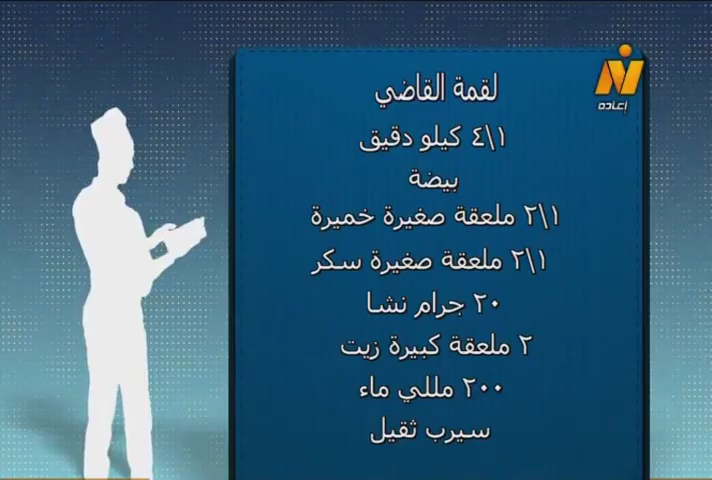 لقمة القاضي
١\٤ كيلو دقيق
بيضة
١\٢ ملعقة صغيرة خميرة
١\٢ ملعقة صغيرة سكر
٢٠ جرام نشا
٢ ملعقة كبيرة زيت
٢٠٠ مللي ماء
سيرب ثقيل
إعاده